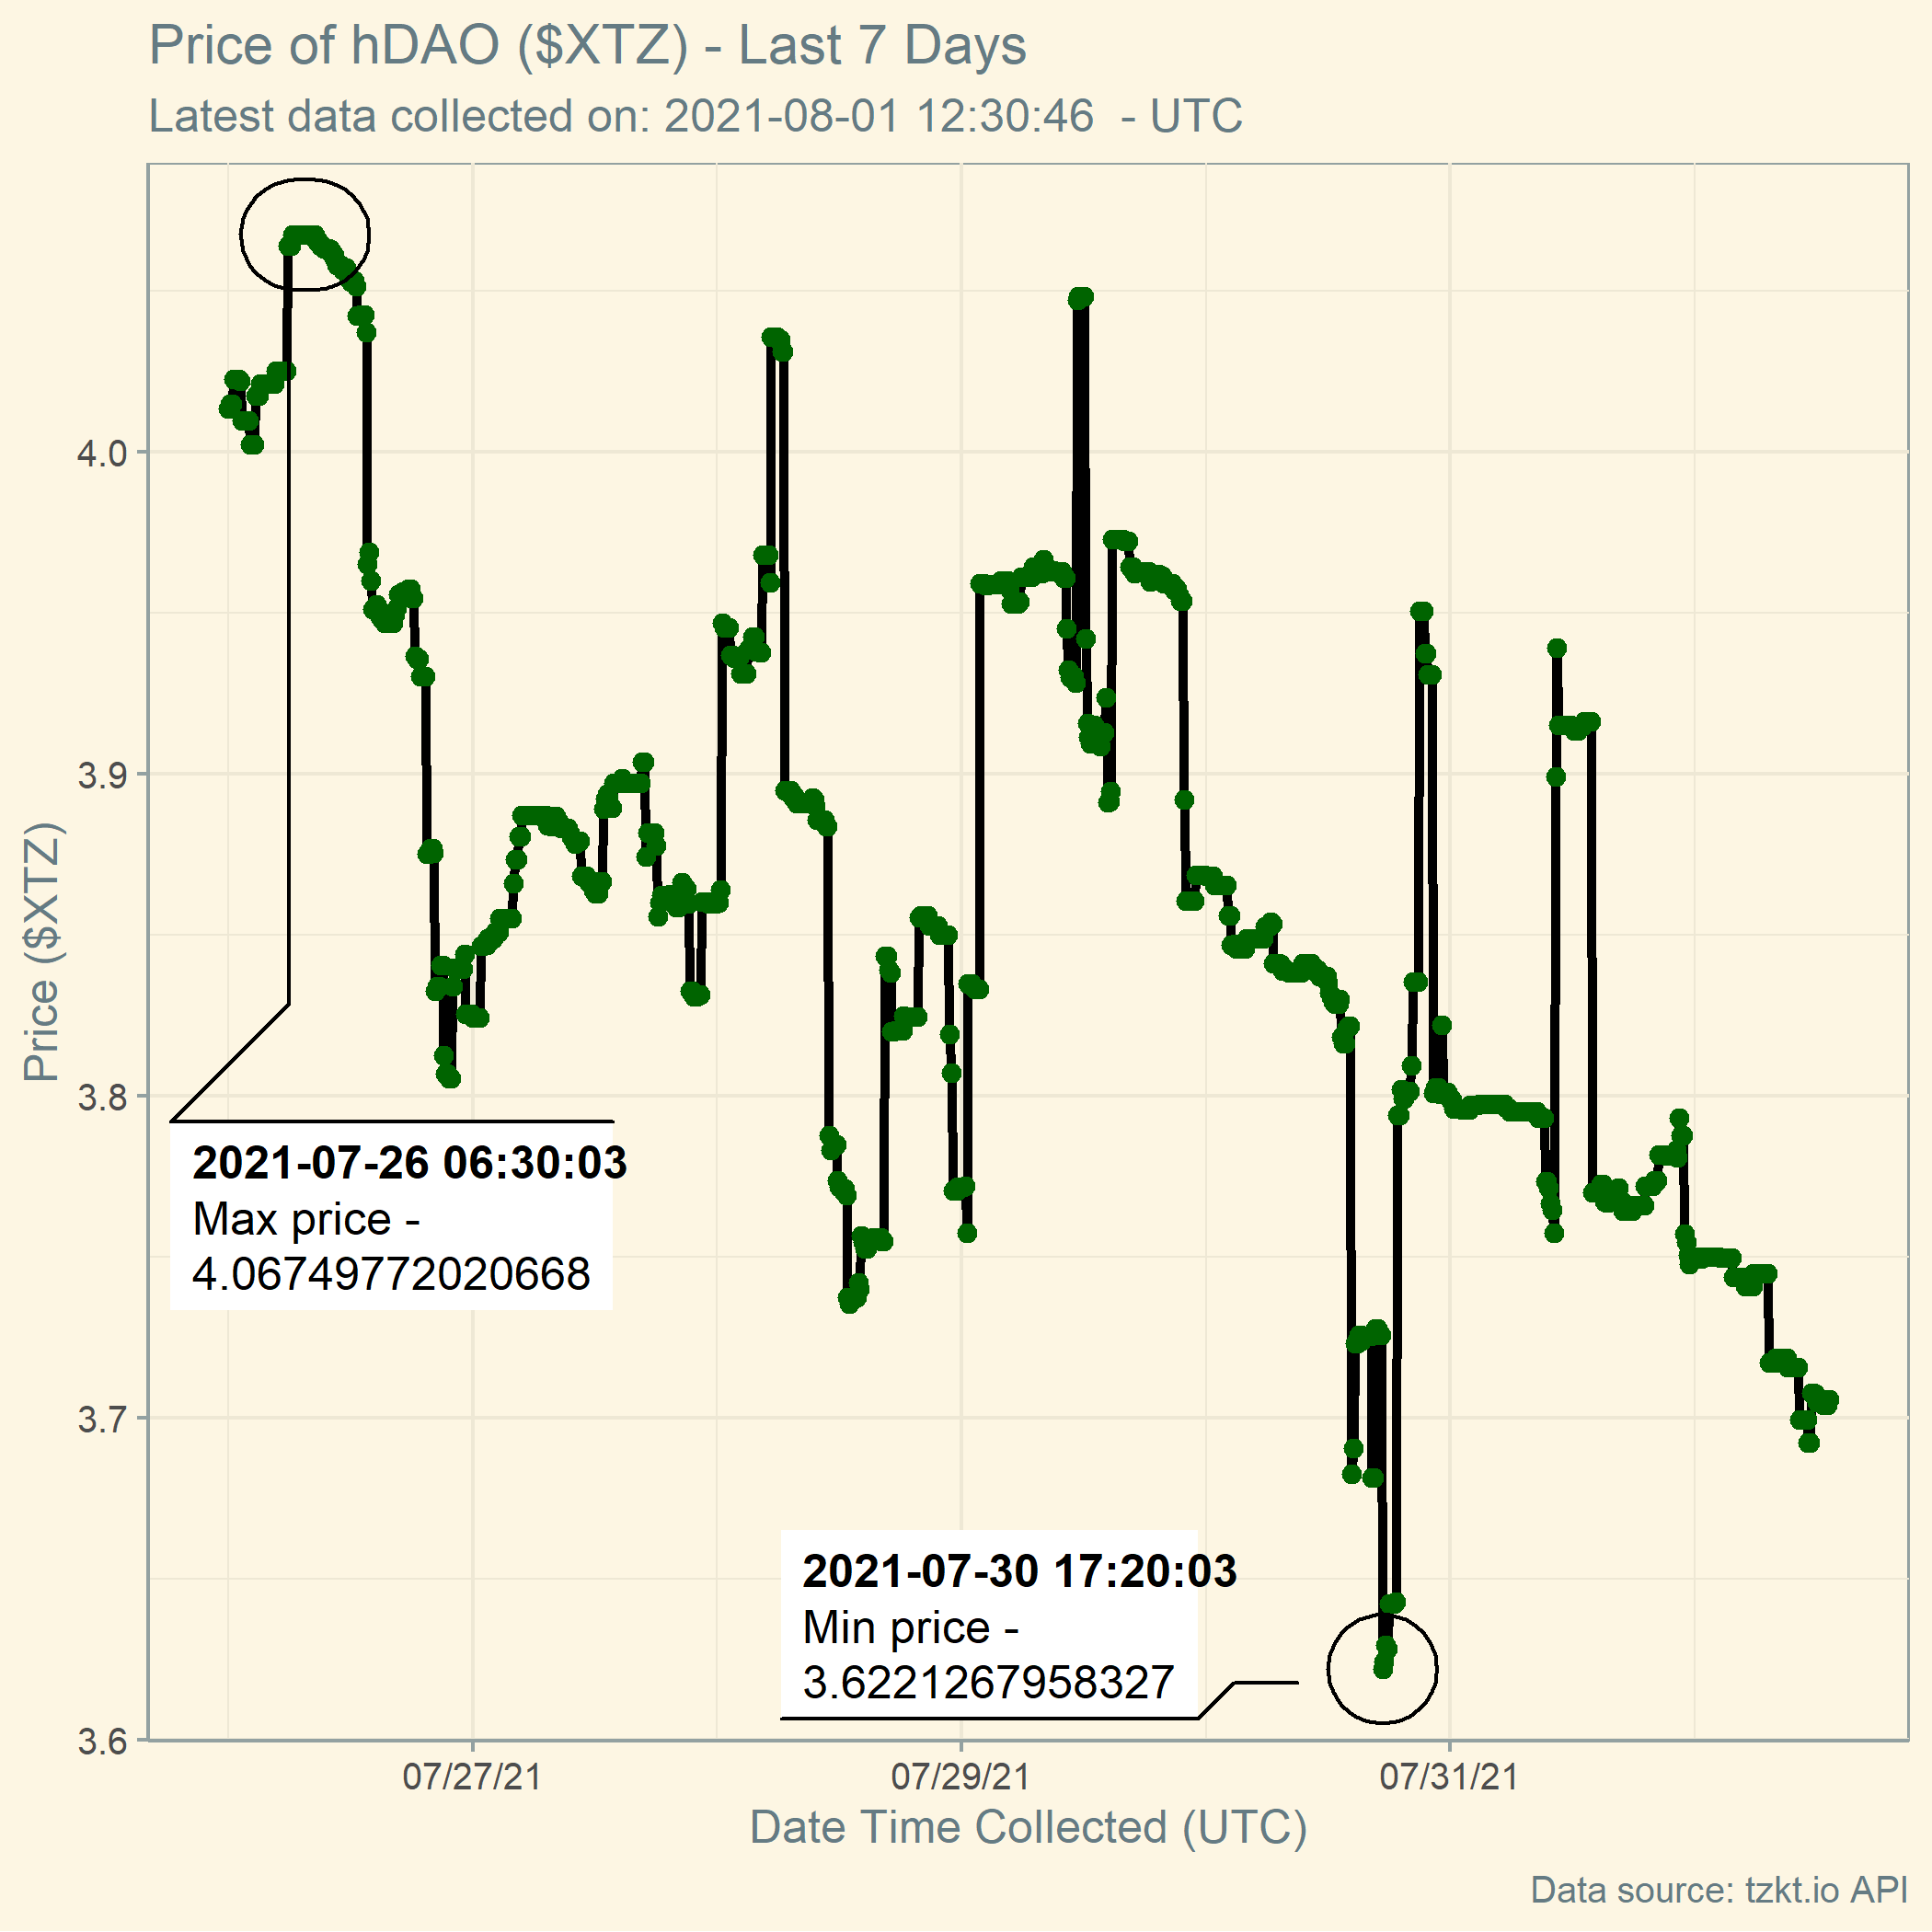 Price of hDAO ($XTZ) - Last 7 Days
Latest data collected on: 2021-08-01 12:30:46  - UTC
Price ($XTZ)
4.0
3.9
3.8
3.7
3.6
2021-07-26 06:30:03
Max price -
4.06749772020668
2021-07-30 17:20:03
Min price -
3.6221267958327
07/27/21
07/29/21
07/31/21
Date Time Collected (UTC)
Data source: tzkt.io API